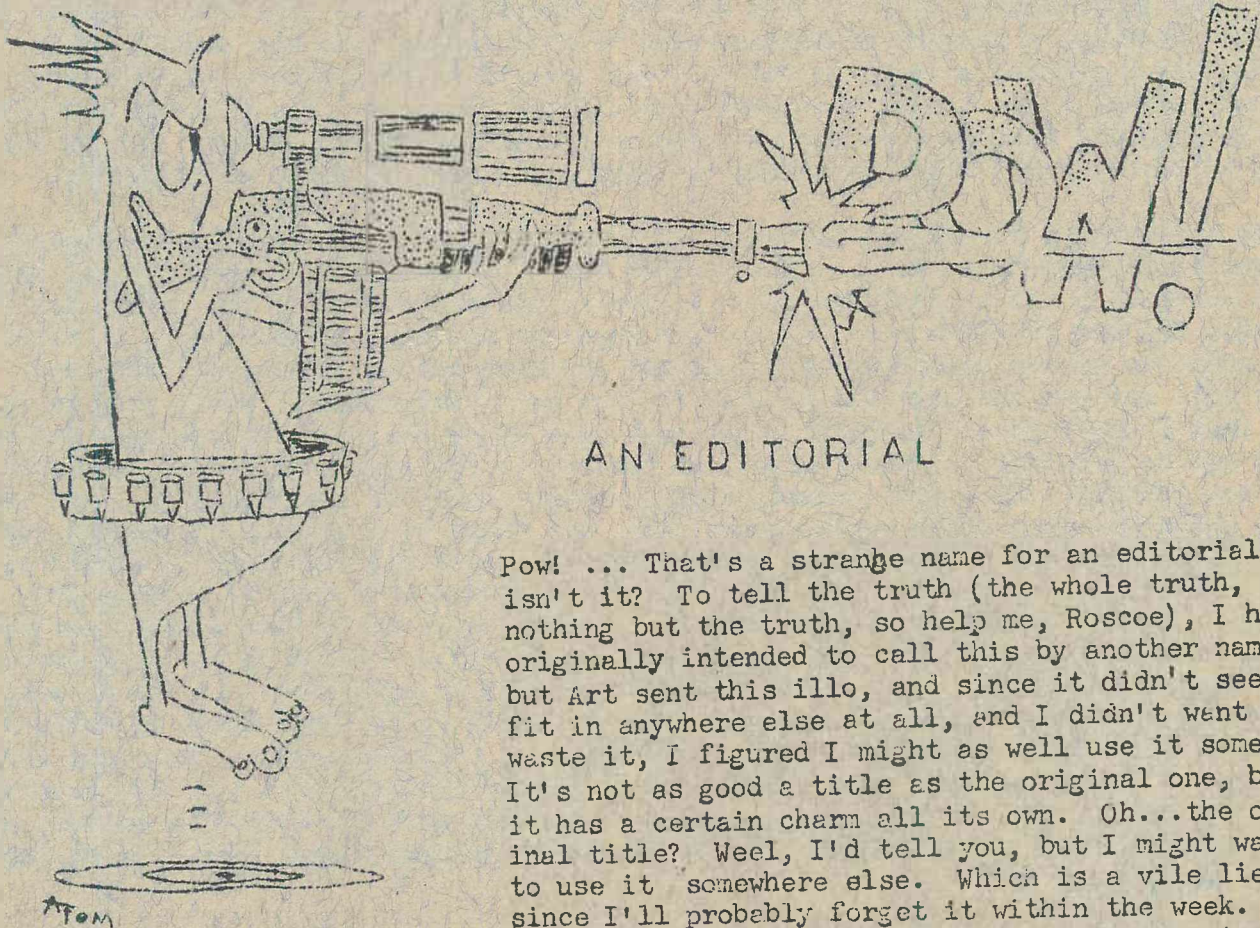 POW!
AN EDITORIAL
Pow! ... That's a strange name for an editorial
isn't it? To tell the truth (the whole truth,
nothing but the truth, so help me, Roscoe), I h
originally intended to call this by another nam
but Art sent this illo, and since it didn't see
fit in anywhere else at all, and I didn't want
waste it, I figured I might as well use it some
It's not as good a title as the original one, b
it has a certain charm all its own. Oh...the o
inal title? Weel, I'd tell you, but I might wa
to use it somewhere else. Which is a vile lie
since I'll probably forget it within the week.
ATOM